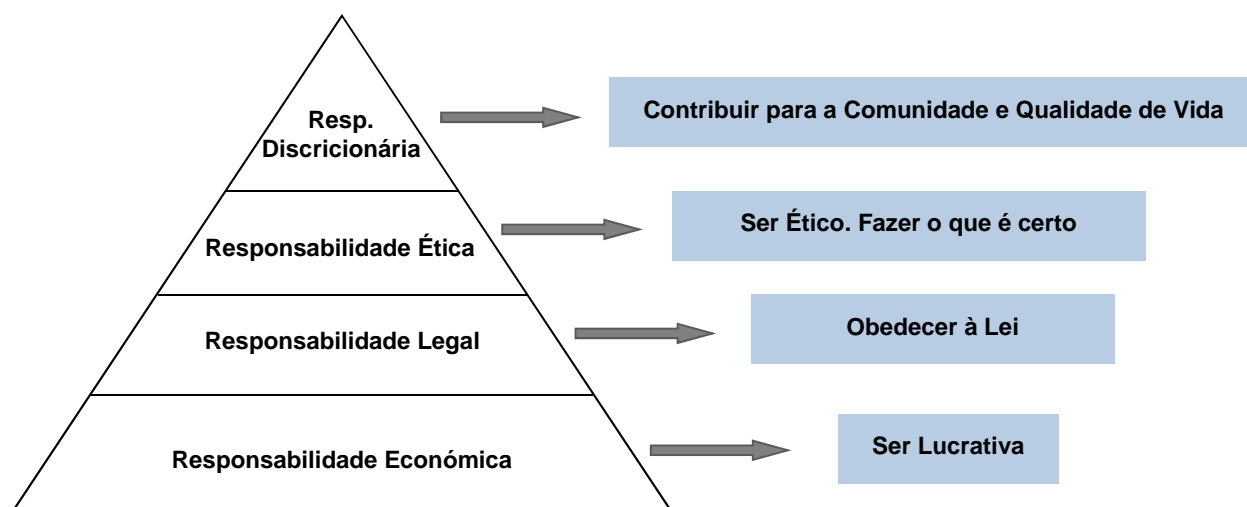 Resp.
Discricionária
Contribuir para a Comunidade e Qualidade de Vida
Responsabilidade Ética
Ser Ético. Fazer o que é certo
Responsabilidade Legal
Obedecer à Lei
Responsabilidade Económica
Ser Lucrativa